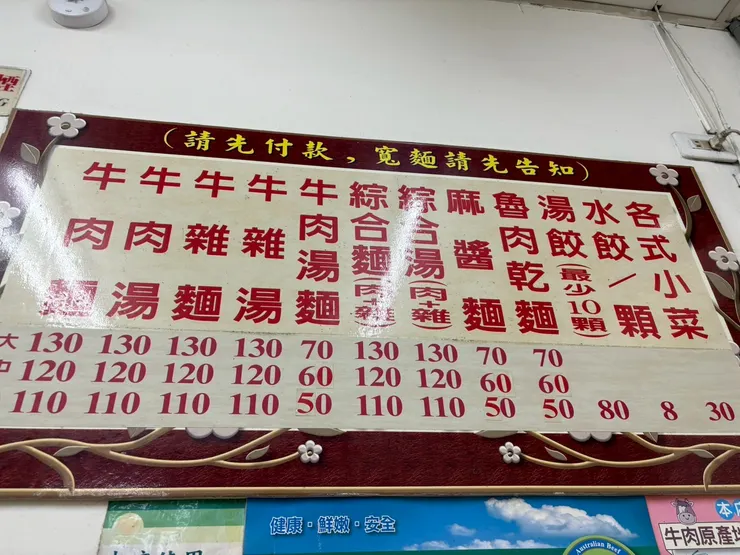 (請先付款，寬麵請先告知)
牛肉麵
牛肉湯
牛雜麵
牛雜湯
牛肉湯麵
綜合麵(肉+雜)
綜合湯(肉+雜)
麻醬麵
魯肉乾麵
湯餃(最少10顆)
水餃/顆
各式小菜
大 130 130 130 130 70 130 130 70 70
中 120 120 120 120 60 120 120 60 60
110 110 110 110 50 110 110 50 50 80 8 30
健康·鮮嫩·安全
Australian Beef
本店
牛肉原產地